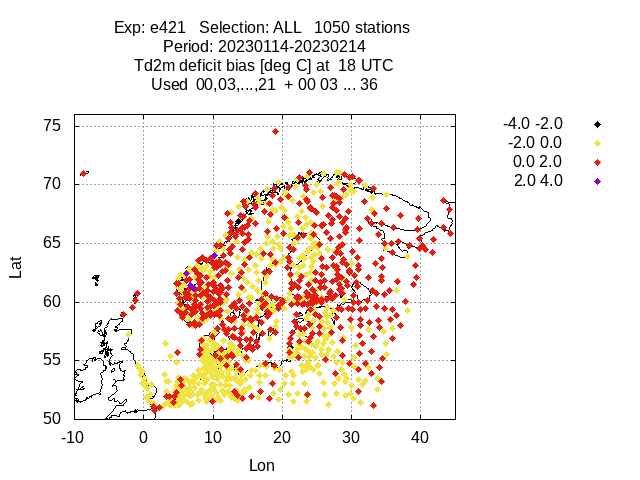 Exp: e421   Selection: ALL   1050 stations
Period: 20230114-20230214
Td2m deficit bias [deg C] at  18 UTC
Used  00,03,...,21  + 00 03 ... 36
-4.0 -2.0
-2.0 0.0
0.0 2.0
2.0 4.0
75
70
65
60
55
50
Lat
-10 0 10 20 30 40
Lon